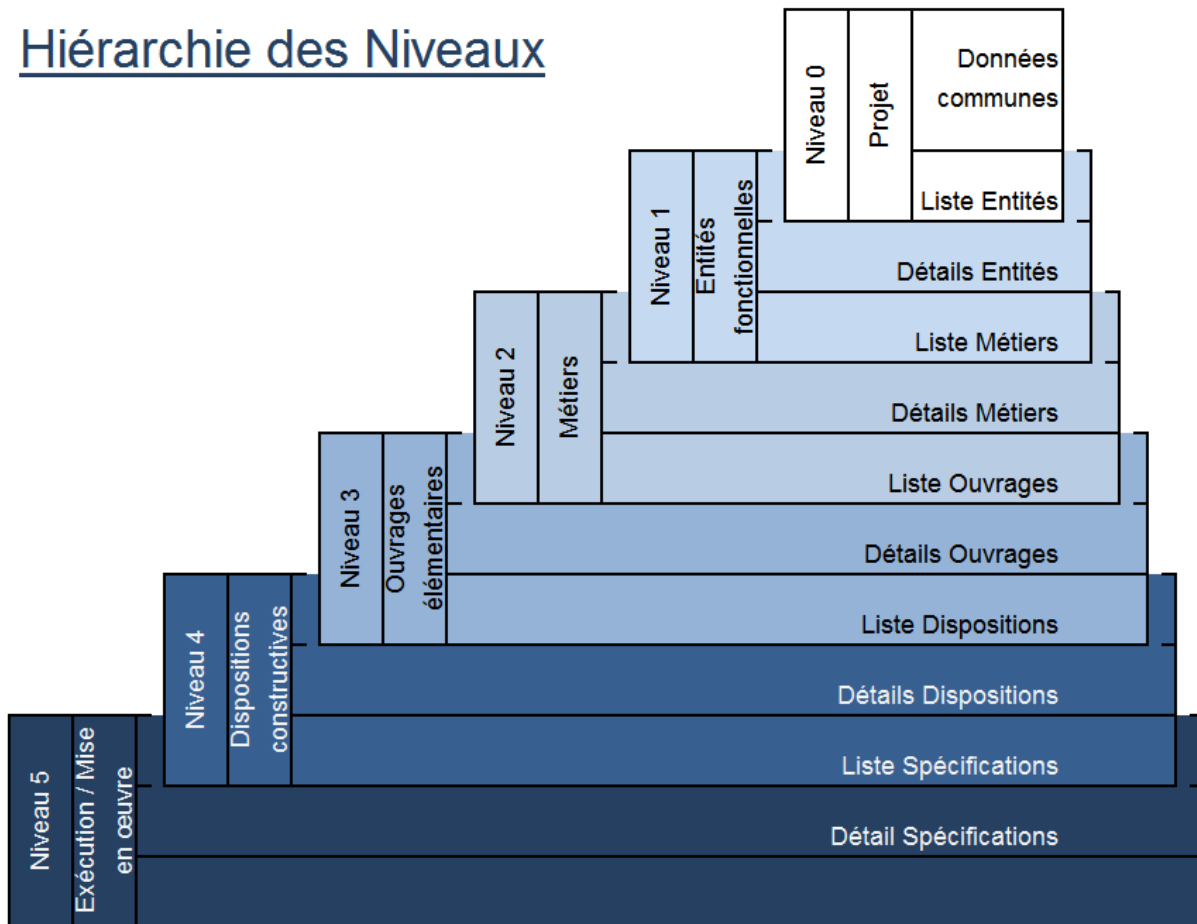 Hiérarchie des Niveaux
Niveau 0
Projet
Données
communes
Liste Entités
Niveau 1
Entités
fonctionnelles
Détails Entités
Liste Métiers
Niveau 2
Métiers
Détails Métiers
Liste Ouvrages
Niveau 3
Ouvrages
élémentaires
Détails Ouvrages
Liste Dispositions
Niveau 4
Dispositions
constructives
Détails Dispositions
Liste Spécifications
Niveau 5
Exécution / Mise
en œuvre
Détail Spécifications